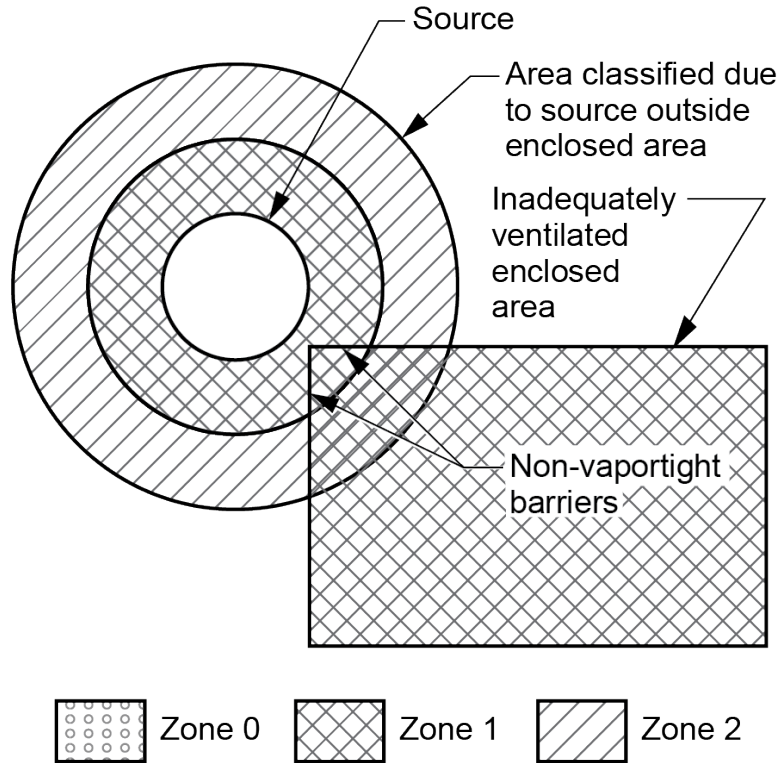 Source
Area classified due
to source outside
enclosed area
Inadequately
ventilated
enclosed
area
Non-vaportight
barriers
Zone 0
Zone 1
Zone 2